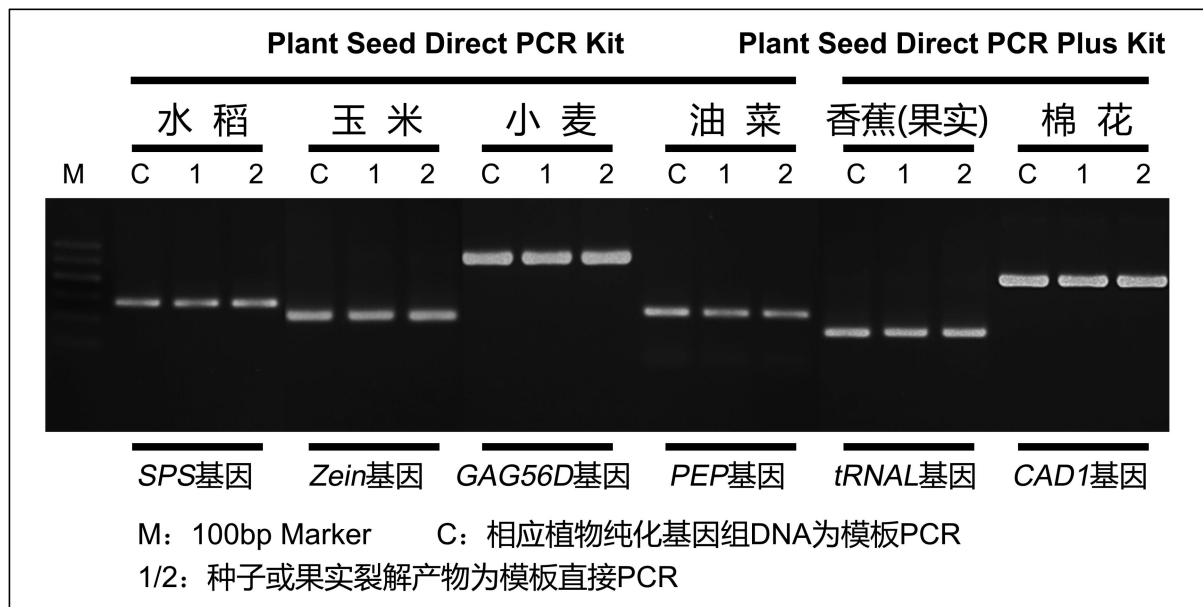 Plant Seed Direct PCR Kit Plant Seed Direct PCR Plus Kit
水 稻 玉 米 小 麦 油 菜 香蕉(果实) 棉 花
M C 1 2 C 1 2 C 1 2 C 1 2 C 1 2 C 1 2
SPS基因 Zein基因 GAG56D基因 PEP基因 tRNAL基因 CAD1基因
M：100bp Marker C：相应植物纯化基因组DNA为模板PCR
1/2：种子或果实裂解产物为模板直接PCR